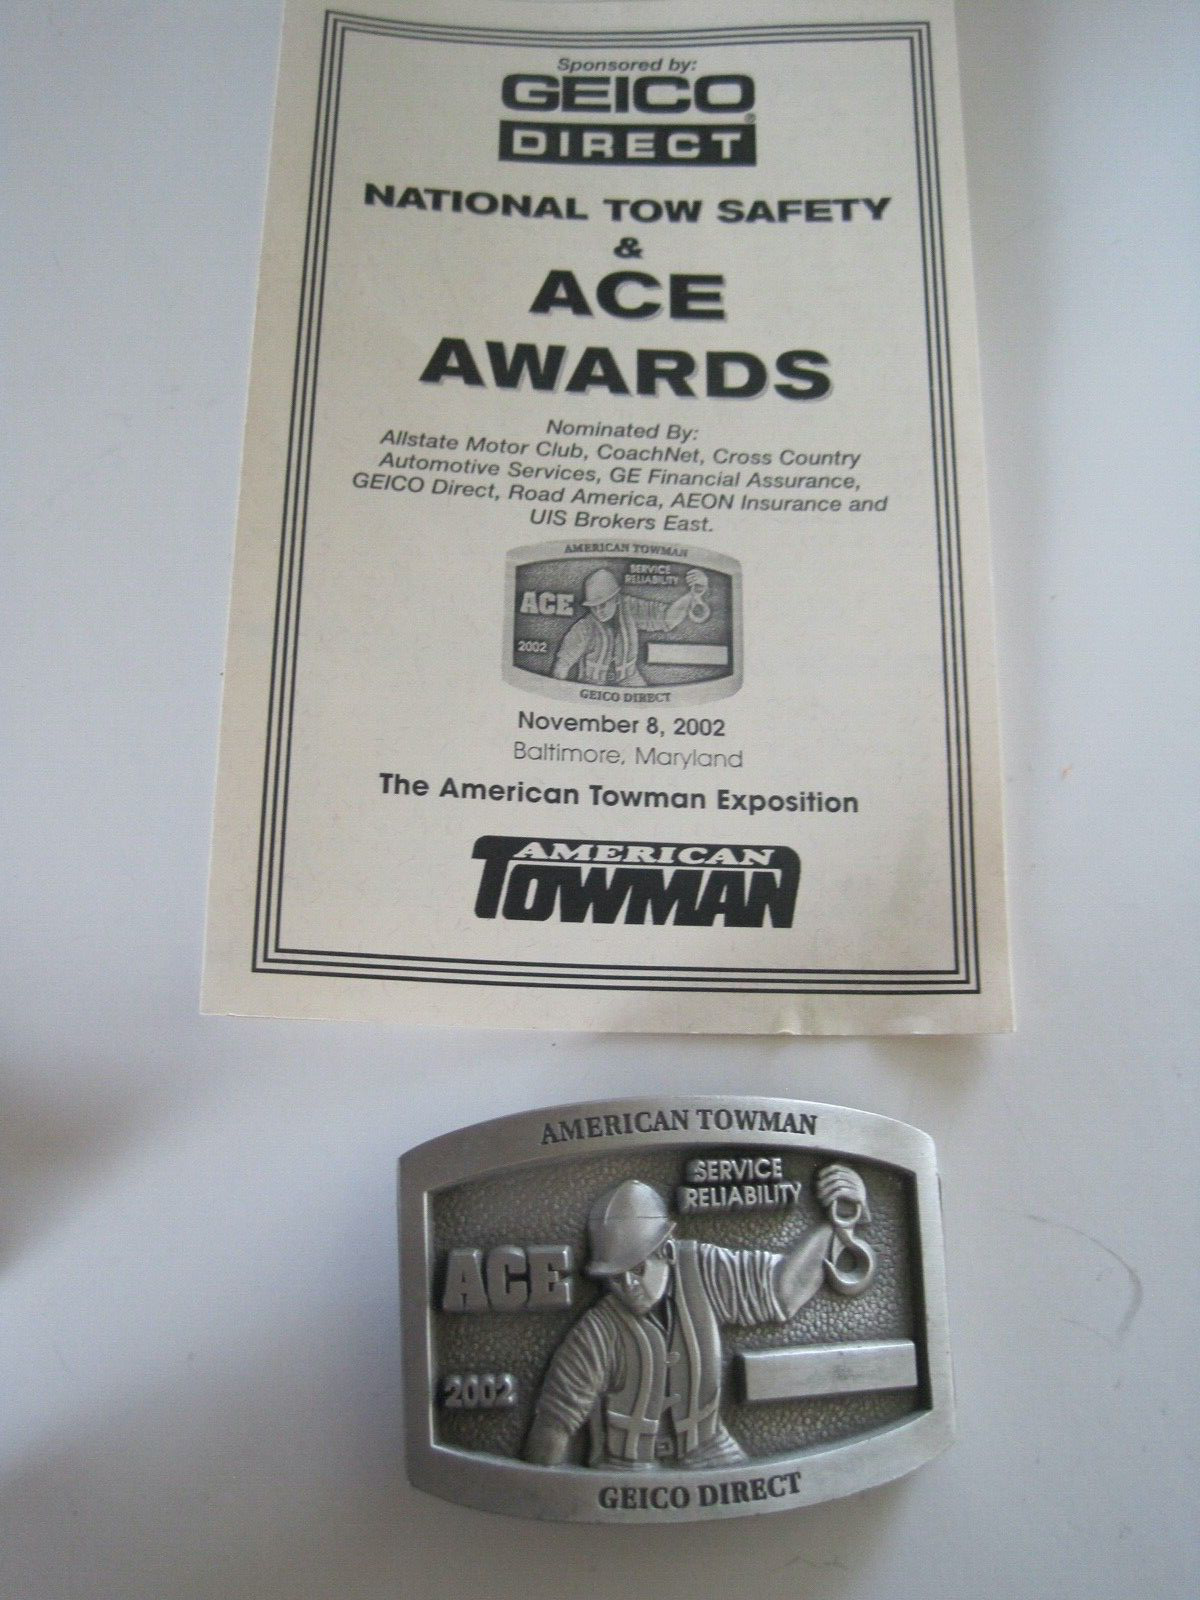 Sponsored by:
GEICO®
DIRECT
NATIONAL TOW SAFETY
&
ACE
AWARDS
Nominated By:
Allstate Motor Club, CoachNet, Cross Country
Automotive Services, GE Financial Assurance,
GEICO Direct, Road America, AEON Insurance and
UIS Brokers East.
AMERICAN TOWMAN
SERVICE
RELIABILITY
ACE
2002
GEICO DIRECT
November 8, 2002
Baltimore, Maryland
The American Towman Exposition
AMERICAN
TOWMAN
AMERICAN TOWMAN
SERVICE
RELIABILITY
ACE
2002
GEICO DIRECT